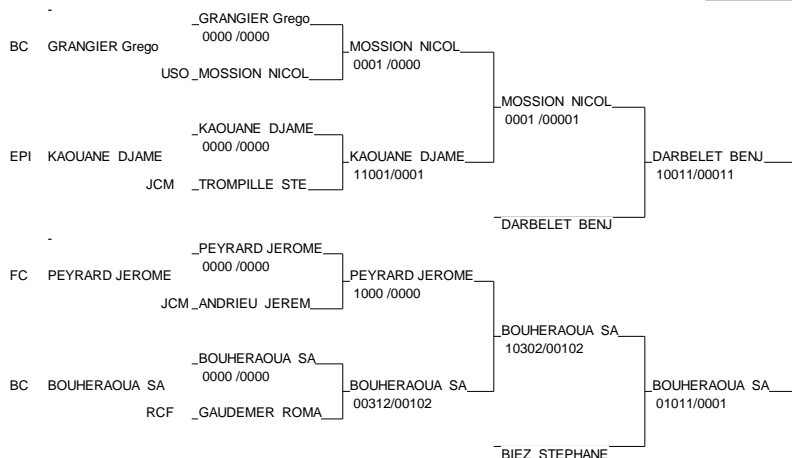 -
_GRANGIER Grego
0000 /0000
BC GRANGIER Grego
MOSSION NICOL
0001 /0000
USO _MOSSION NICOL
MOSSION NICOL
0001 /00001
_KAOUANE DJAME
0000 /0000
EPI KAOUANE DJAME
KAOUANE DJAME
11001/0001
DARBELET BENJ
10011/00011
JCM _TROMPILLE STE
DARBELET BENJ
-
_PEYRARD JEROME
0000 /0000
FC PEYRARD JEROME
PEYRARD JEROME
1000 /0000
JCM _ANDRIEU JEREM
BOUHERAOUA SA
10302/00102
_BOUHERAOUA SA
0000 /0000
BC BOUHERAOUA SA
BOUHERAOUA SA
00312/00102
BOUHERAOUA SA
01011/0001
RCF _GAUDEMER ROMA
BIEZ STEPHANE